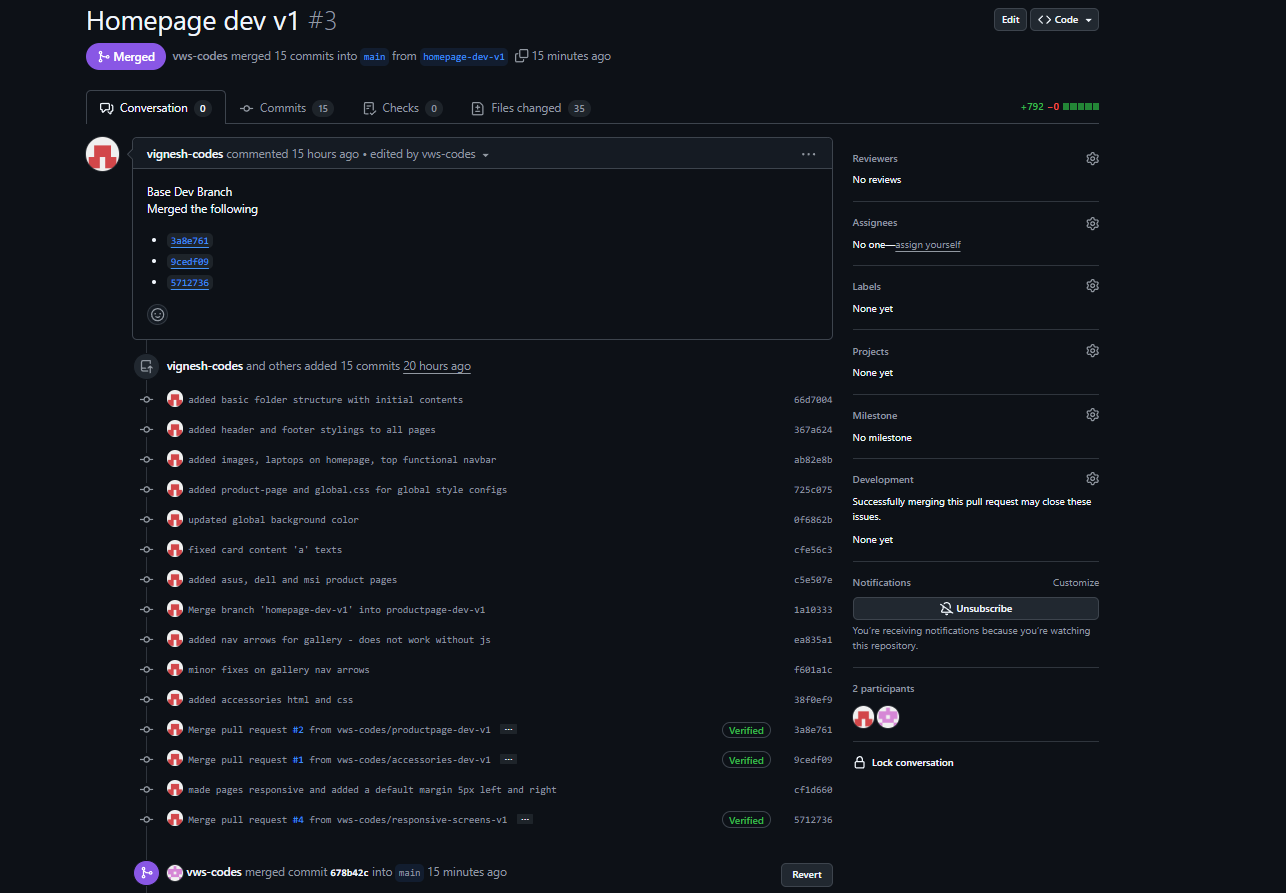 Homepage dev v1 #3
Edit
Code
Merged
vws-codes merged 15 commits into main from homepage-dev-v1 15 minutes ago
Conversation 0
Commits 15
Checks 0
Files changed 35
+792 −0
vignesh-codes commented 15 hours ago • edited by vws-codes
Base Dev Branch
Merged the following
3a8e761
9cedf09
5712736
vignesh-codes and others added 15 commits 20 hours ago
added basic folder structure with initial contents 66d7004
added header and footer stylings to all pages 367a624
added images, laptops on homepage, top functional navbar ab82e8b
added product-page and global.css for global style configs 725c075
updated global background color 0f6862b
fixed card content 'a' texts cfe56c3
added asus, dell and msi product pages c5e507e
Merge branch 'homepage-dev-v1' into productpage-dev-v1 1a10333
added nav arrows for gallery - does not work without js ea835a1
minor fixes on gallery nav arrows f601a1c
added accessories html and css 38f0ef9
Merge pull request #2 from vws-codes/productpage-dev-v1 Verified 3a8e761
Merge pull request #1 from vws-codes/accessories-dev-v1 Verified 9cedf09
made pages responsive and added a default margin 5px left and right cf1d660
Merge pull request #4 from vws-codes/responsive-screens-v1 Verified 5712736
vws-codes merged commit 678b42c into main 15 minutes ago
Revert
Reviewers
No reviews
Assignees
No one—assign yourself
Labels
None yet
Projects
None yet
Milestone
No milestone
Development
Successfully merging this pull request may close these
issues.
None yet
Notifications Customize
Unsubscribe
You're receiving notifications because you're watching
this repository.
2 participants
Lock conversation